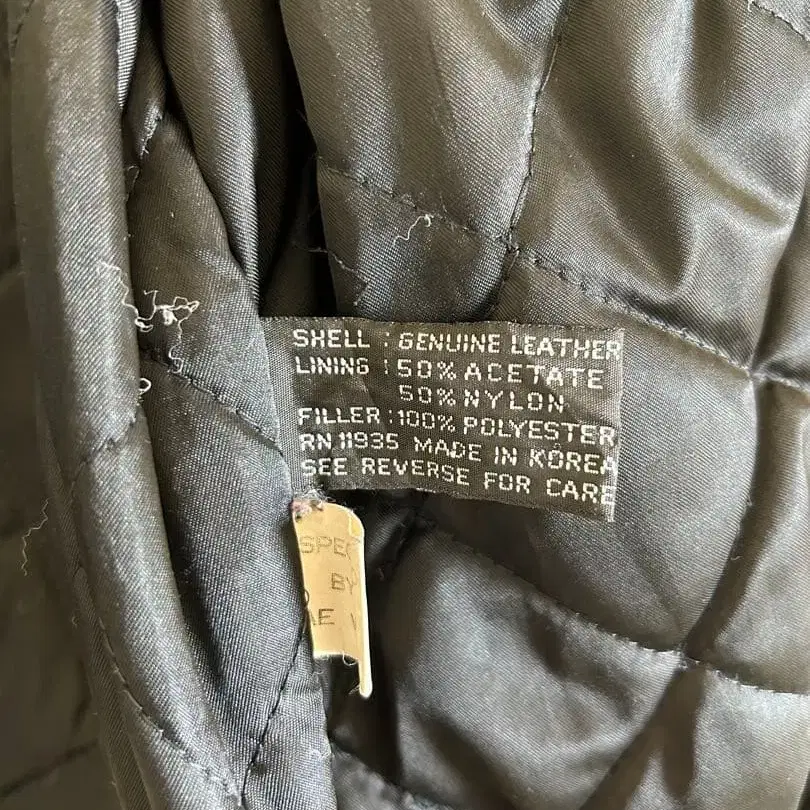 SHELL : GENUINE LEATHER
LINING : 50% ACETATE
50% NYLON
FILLER : 100% POLYESTER
RN 11935 MADE IN KOREA
SEE REVERSE FOR CARE
BY